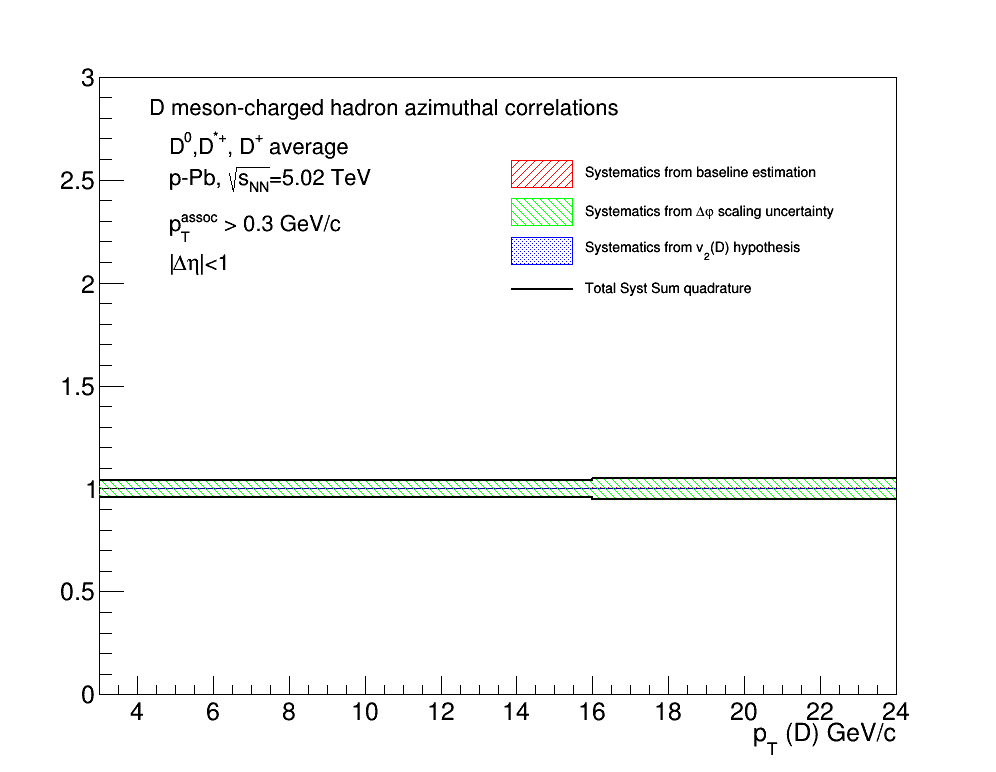 D meson-charged hadron azimuthal correlations
D⁰,D*⁺, D⁺ average
p-Pb, √s_NN=5.02 TeV
p_T^assoc > 0.3 GeV/c
|Δη|<1
Systematics from baseline estimation
Systematics from Δφ scaling uncertainty
Systematics from v₂(D) hypothesis
Total Syst Sum quadrature
3
2.5
2
1.5
1
0.5
0
4 6 8 10 12 14 16 18 20 22 24
p_T (D) GeV/c